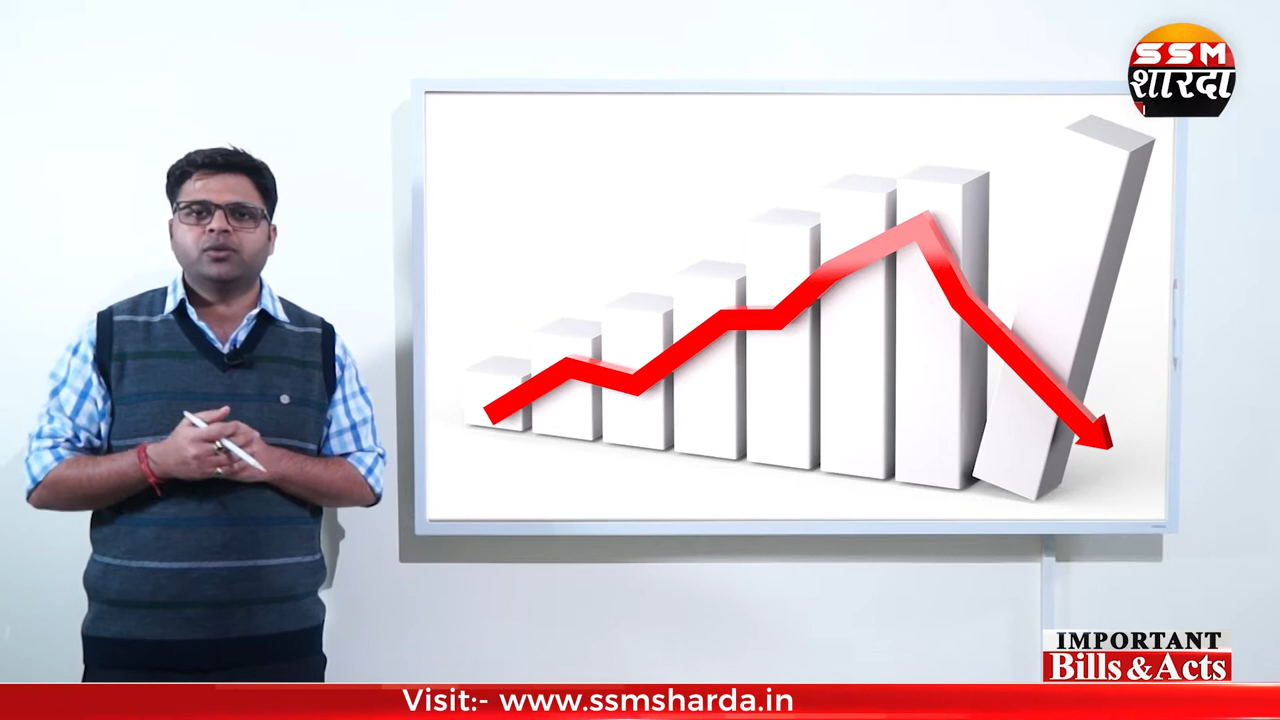 SSM
शारदा
IMPORTANT
Bills & Acts
Visit:- www.ssmsharda.in